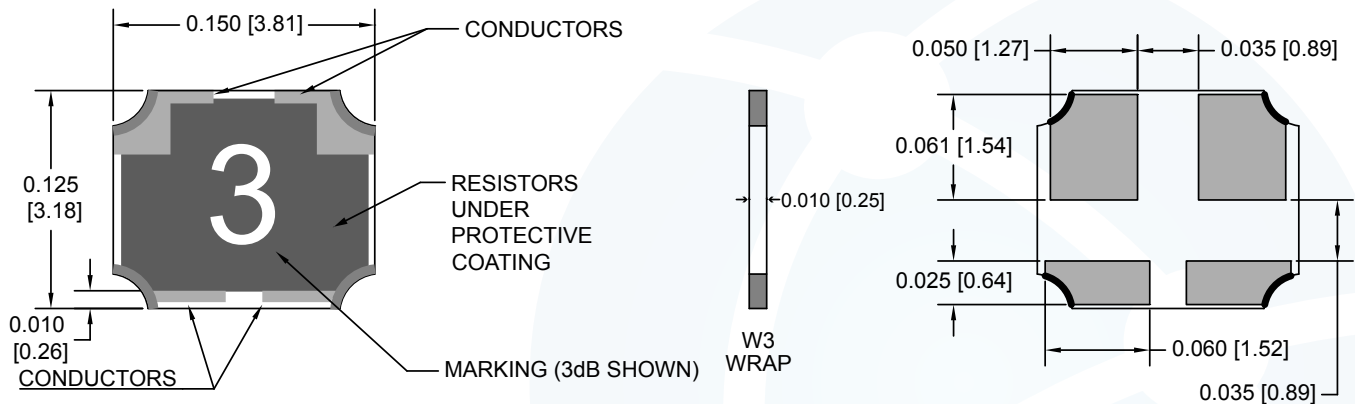 0.150 [3.81]
CONDUCTORS
0.125
[3.18]
3
RESISTORS
UNDER
PROTECTIVE
COATING
0.010
[0.26]
CONDUCTORS
MARKING (3dB SHOWN)
0.010 [0.25]
W3
WRAP
0.050 [1.27]
0.035 [0.89]
0.061 [1.54]
0.025 [0.64]
0.060 [1.52]
0.035 [0.89]